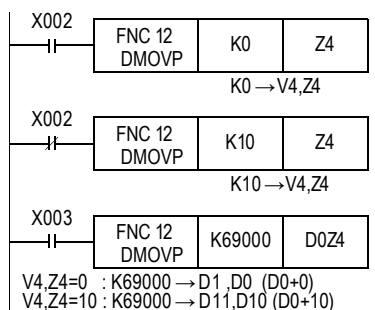 X002
FNC 12 DMOVP K0 Z4
K0 → V4,Z4
X002
FNC 12 DMOVP K10 Z4
K10 → V4,Z4
X003
FNC 12 DMOVP K69000 D0Z4
V4,Z4=0 : K69000 → D1 ,D0 (D0+0)
V4,Z4=10 : K69000 → D11,D10 (D0+10)